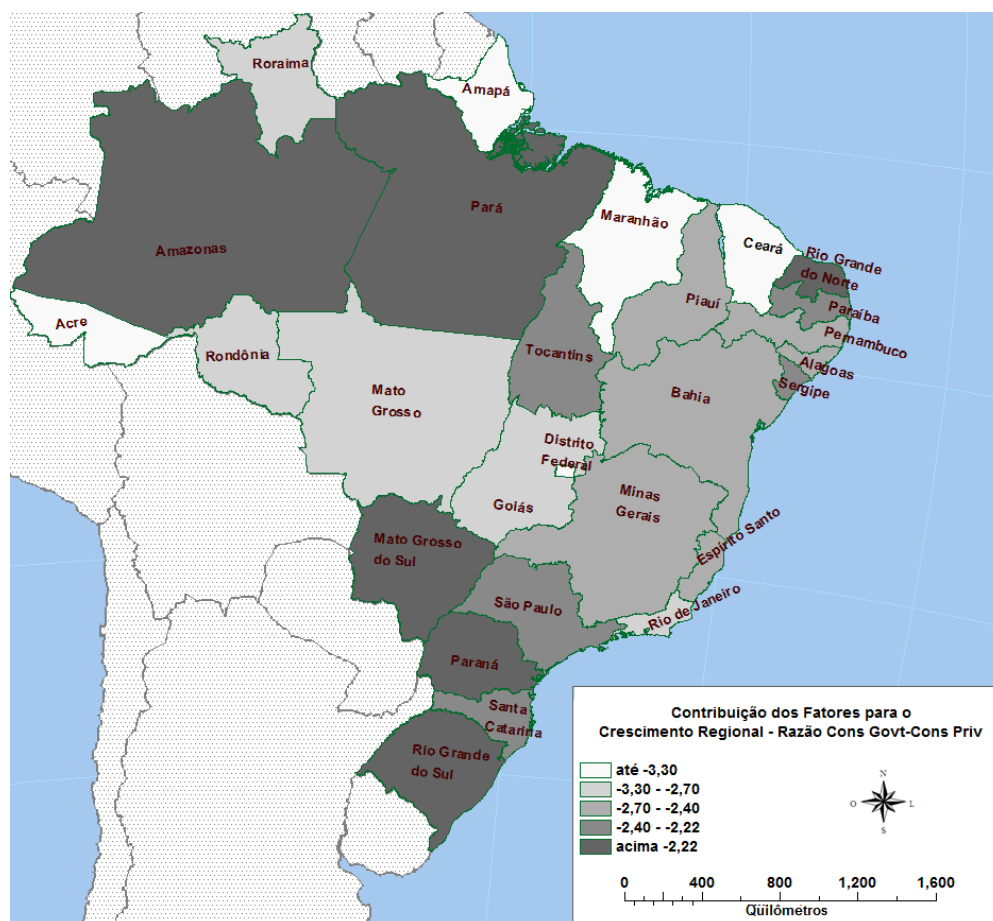 Roraima
Amapá
Pará
Amazonas
Maranhão
Ceará
Rio Grande
do Norte
Paraíba
Pernambuco
Alagoas
Sergipe
Piauí
Acre
Rondônia
Tocantins
Mato
Grosso
Bahia
Distrito
Federal
Goiás
Minas
Gerais
Espírito Santo
Mato Grosso
do Sul
São Paulo
Rio de Janeiro
Paraná
Santa
Catarina
Rio Grande
do Sul
Contribuição dos Fatores para o
Crescimento Regional - Razão Cons Govt-Cons Priv
até -3,30
-3,30 - -2,70
-2,70 - -2,40
-2,40 - -2,22
acima -2,22
N
O L
S
0 400 800 1,200 1,600
Qüilômetros